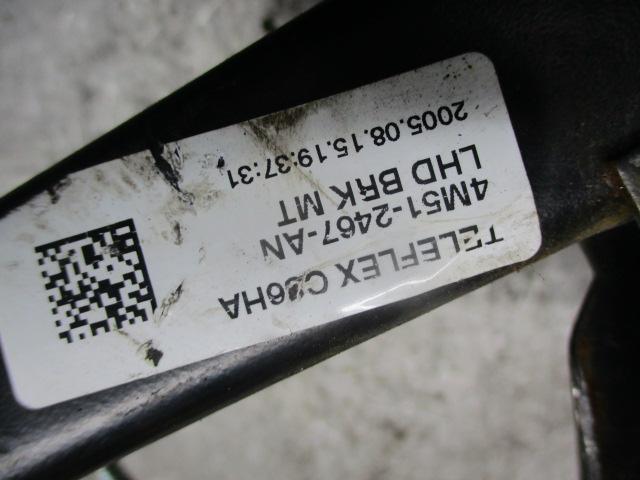 TELEFLEX C36HA
4M51-2467-AN
LHD BRK MT
2005.08.15.19:37:31